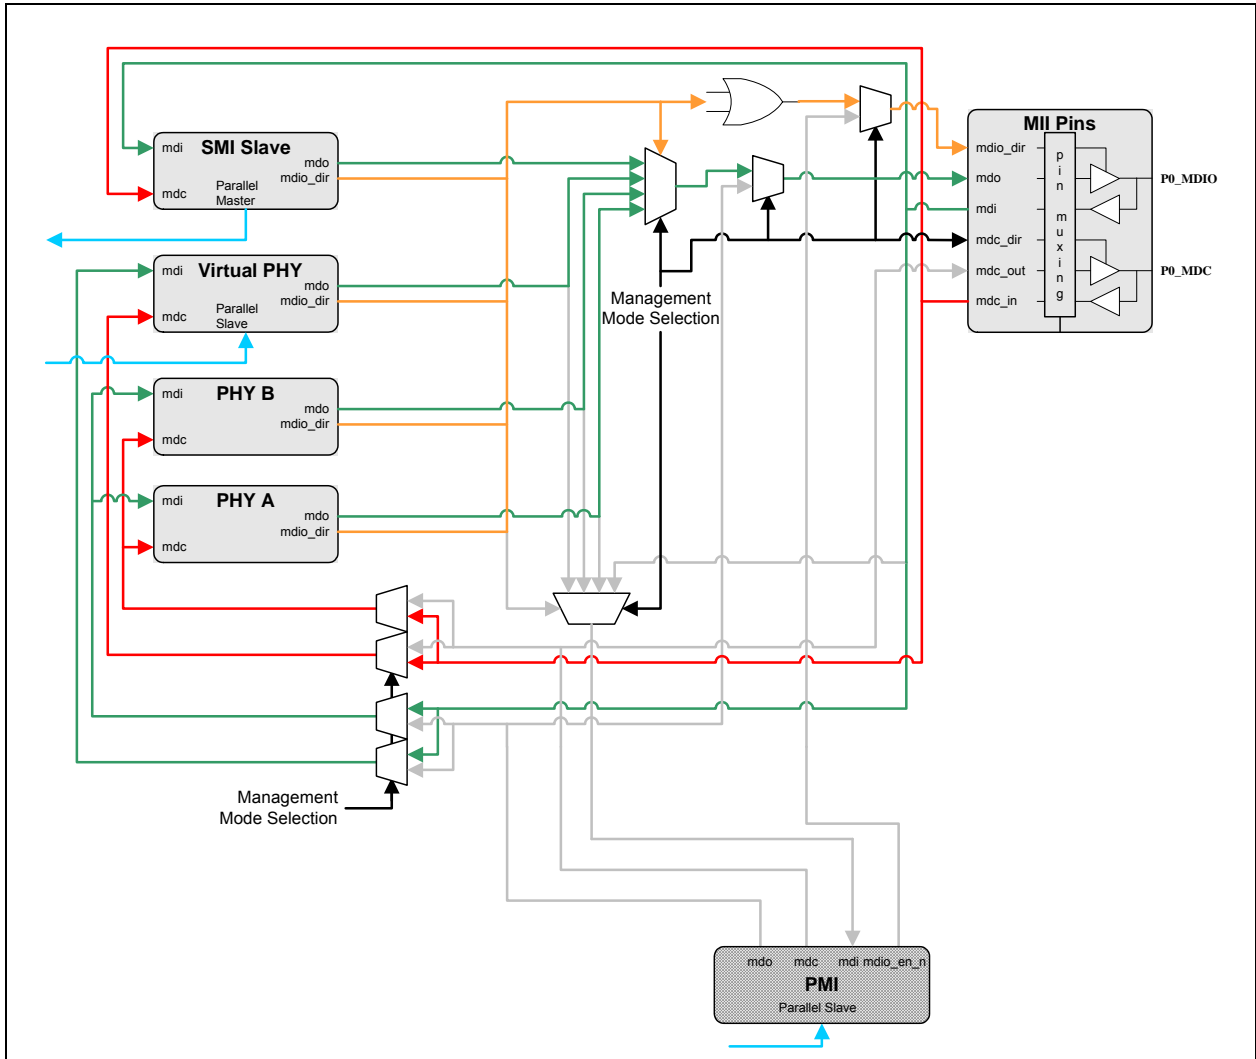 SMI Slave
mdi
mdo
mdio_dir
mdc
Parallel
Master
Virtual PHY
mdi
mdo
mdio_dir
mdc
Parallel
Slave
PHY B
mdi
mdo
mdio_dir
mdc
PHY A
mdi
mdo
mdio_dir
mdc
Management
Mode Selection
MII Pins
mdio_dir
mdo
mdi
mdc_dir
mdc_out
mdc_in
pin muxing
P0_MDIO
P0_MDC
Management
Mode Selection
mdo mdc mdi mdio_en_n
PMI
Parallel Slave